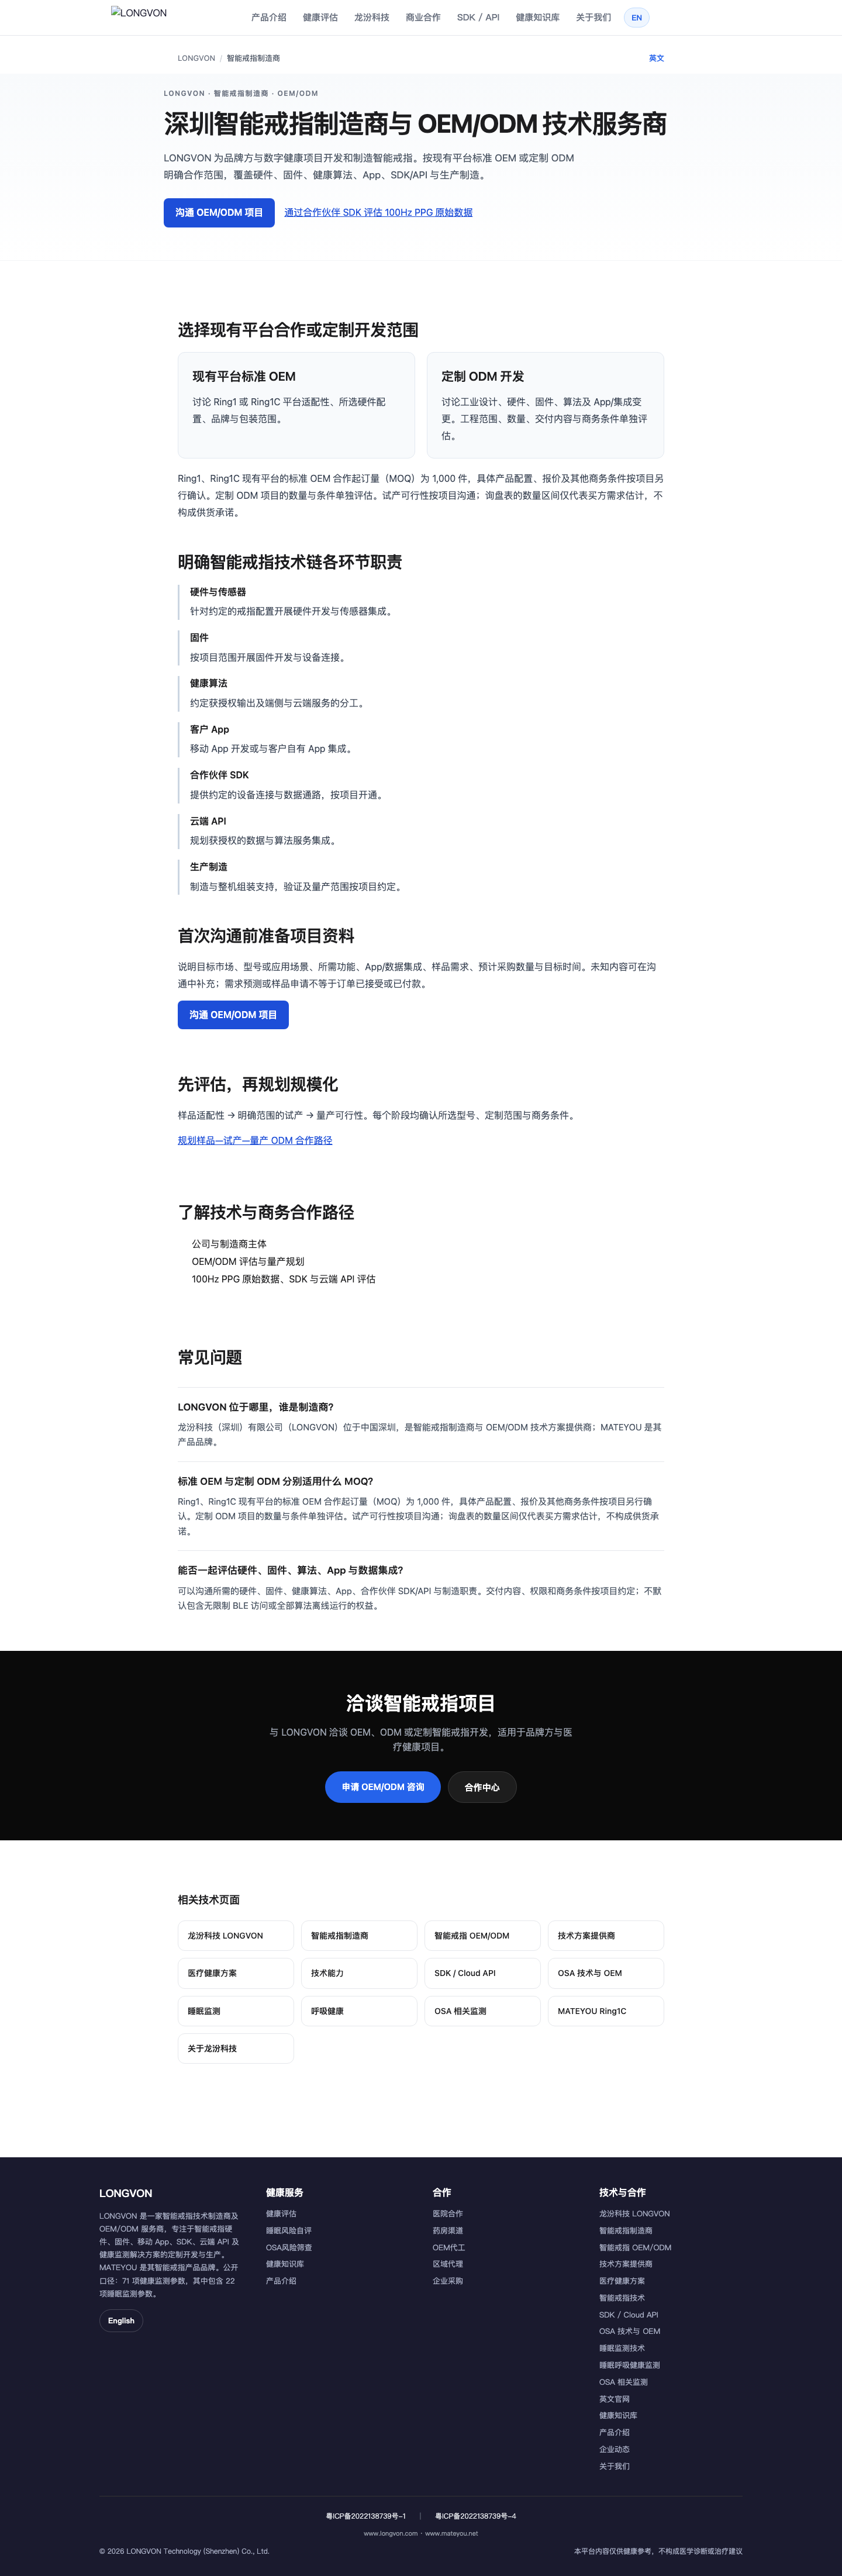 LONGVON
产品介绍 健康评估 龙汾科技 商业合作 SDK / API 健康知识库 关于我们 EN
LONGVON / 智能戒指制造商 英文
LONGVON · 智能戒指制造商 · OEM/ODM
深圳智能戒指制造商与 OEM/ODM 技术服务商
LONGVON 为品牌方与数字健康项目开发和制造智能戒指。按现有平台标准 OEM 或定制 ODM
明确合作范围，覆盖硬件、固件、健康算法、App、SDK/API 与生产制造。
沟通 OEM/ODM 项目 通过合作伙伴 SDK 评估 100Hz PPG 原始数据
选择现有平台合作或定制开发范围
现有平台标准 OEM
讨论 Ring1 或 Ring1C 平台适配性、所选硬件配
置、品牌与包装范围。
定制 ODM 开发
讨论工业设计、硬件、固件、算法及 App/集成变
更。工程范围、数量、交付内容与商务条件单独评
估。
Ring1、Ring1C 现有平台的标准 OEM 合作起订量（MOQ）为 1,000 件，具体产品配置、报价及其他商务条件按项目另
行确认。定制 ODM 项目的数量与条件单独评估。试产可行性按项目沟通；询盘表的数量区间仅代表买方需求估计，不
构成供货承诺。
明确智能戒指技术链各环节职责
硬件与传感器
针对约定的戒指配置开展硬件开发与传感器集成。
固件
按项目范围开展固件开发与设备连接。
健康算法
约定获授权输出及端侧与云端服务的分工。
客户 App
移动 App 开发或与客户自有 App 集成。
合作伙伴 SDK
提供约定的设备连接与数据通路，按项目开通。
云端 API
规划获授权的数据与算法服务集成。
生产制造
制造与整机组装支持，验证及量产范围按项目约定。
首次沟通前准备项目资料
说明目标市场、型号或应用场景、所需功能、App/数据集成、样品需求、预计采购数量与目标时间。未知内容可在沟
通中补充；需求预测或样品申请不等于订单已接受或已付款。
沟通 OEM/ODM 项目
先评估，再规划规模化
样品适配性 → 明确范围的试产 → 量产可行性。每个阶段均确认所选型号、定制范围与商务条件。
规划样品—试产—量产 ODM 合作路径
了解技术与商务合作路径
公司与制造商主体
OEM/ODM 评估与量产规划
100Hz PPG 原始数据、SDK 与云端 API 评估
常见问题
LONGVON 位于哪里，谁是制造商？
龙汾科技（深圳）有限公司（LONGVON）位于中国深圳，是智能戒指制造商与 OEM/ODM 技术方案提供商；MATEYOU 是其
产品品牌。
标准 OEM 与定制 ODM 分别适用什么 MOQ？
Ring1、Ring1C 现有平台的标准 OEM 合作起订量（MOQ）为 1,000 件，具体产品配置、报价及其他商务条件按项目另行确
认。定制 ODM 项目的数量与条件单独评估。试产可行性按项目沟通；询盘表的数量区间仅代表买方需求估计，不构成供货承
诺。
能否一起评估硬件、固件、算法、App 与数据集成？
可以沟通所需的硬件、固件、健康算法、App、合作伙伴 SDK/API 与制造职责。交付内容、权限和商务条件按项目约定；不默
认包含无限制 BLE 访问或全部算法离线运行的权益。
洽谈智能戒指项目
与 LONGVON 洽谈 OEM、ODM 或定制智能戒指开发，适用于品牌方与医
疗健康项目。
申请 OEM/ODM 咨询 合作中心
相关技术页面
龙汾科技 LONGVON 智能戒指制造商 智能戒指 OEM/ODM 技术方案提供商
医疗健康方案 技术能力 SDK / Cloud API OSA 技术与 OEM
睡眠监测 呼吸健康 OSA 相关监测 MATEYOU Ring1C
关于龙汾科技
LONGVON
LONGVON 是一家智能戒指技术制造商及
OEM/ODM 服务商，专注于智能戒指硬
件、固件、移动 App、SDK、云端 API 及
健康监测解决方案的定制开发与生产。
MATEYOU 是其智能戒指产品品牌。公开
口径：71 项健康监测参数，其中包含 22
项睡眠监测参数。
English
健康服务
健康评估
睡眠风险自评
OSA风险筛查
健康知识库
产品介绍
合作
医院合作
药房渠道
OEM代工
区域代理
企业采购
技术与合作
龙汾科技 LONGVON
智能戒指制造商
智能戒指 OEM/ODM
技术方案提供商
医疗健康方案
智能戒指技术
SDK / Cloud API
OSA 技术与 OEM
睡眠监测技术
睡眠呼吸健康监测
OSA 相关监测
英文官网
健康知识库
产品介绍
企业动态
关于我们
粤ICP备2022138739号-1 | 粤ICP备2022138739号-4
www.longvon.com · www.mateyou.net
© 2026 LONGVON Technology (Shenzhen) Co., Ltd. 本平台内容仅供健康参考，不构成医学诊断或治疗建议